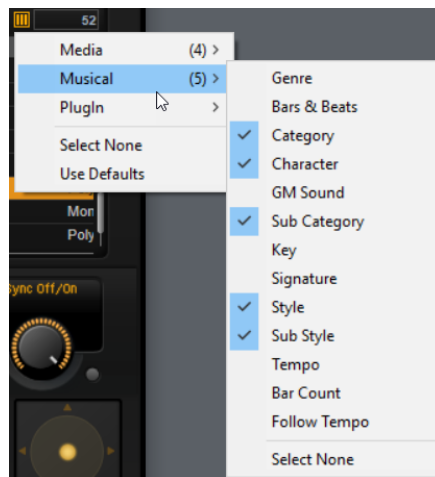 52
Media (4) >
Musical (5) >
PlugIn >
Select None
Use Defaults
Mon
Poly
Sync Off/On
Genre
Bars & Beats
Category
Character
GM Sound
Sub Category
Key
Signature
Style
Sub Style
Tempo
Bar Count
Follow Tempo
Select None